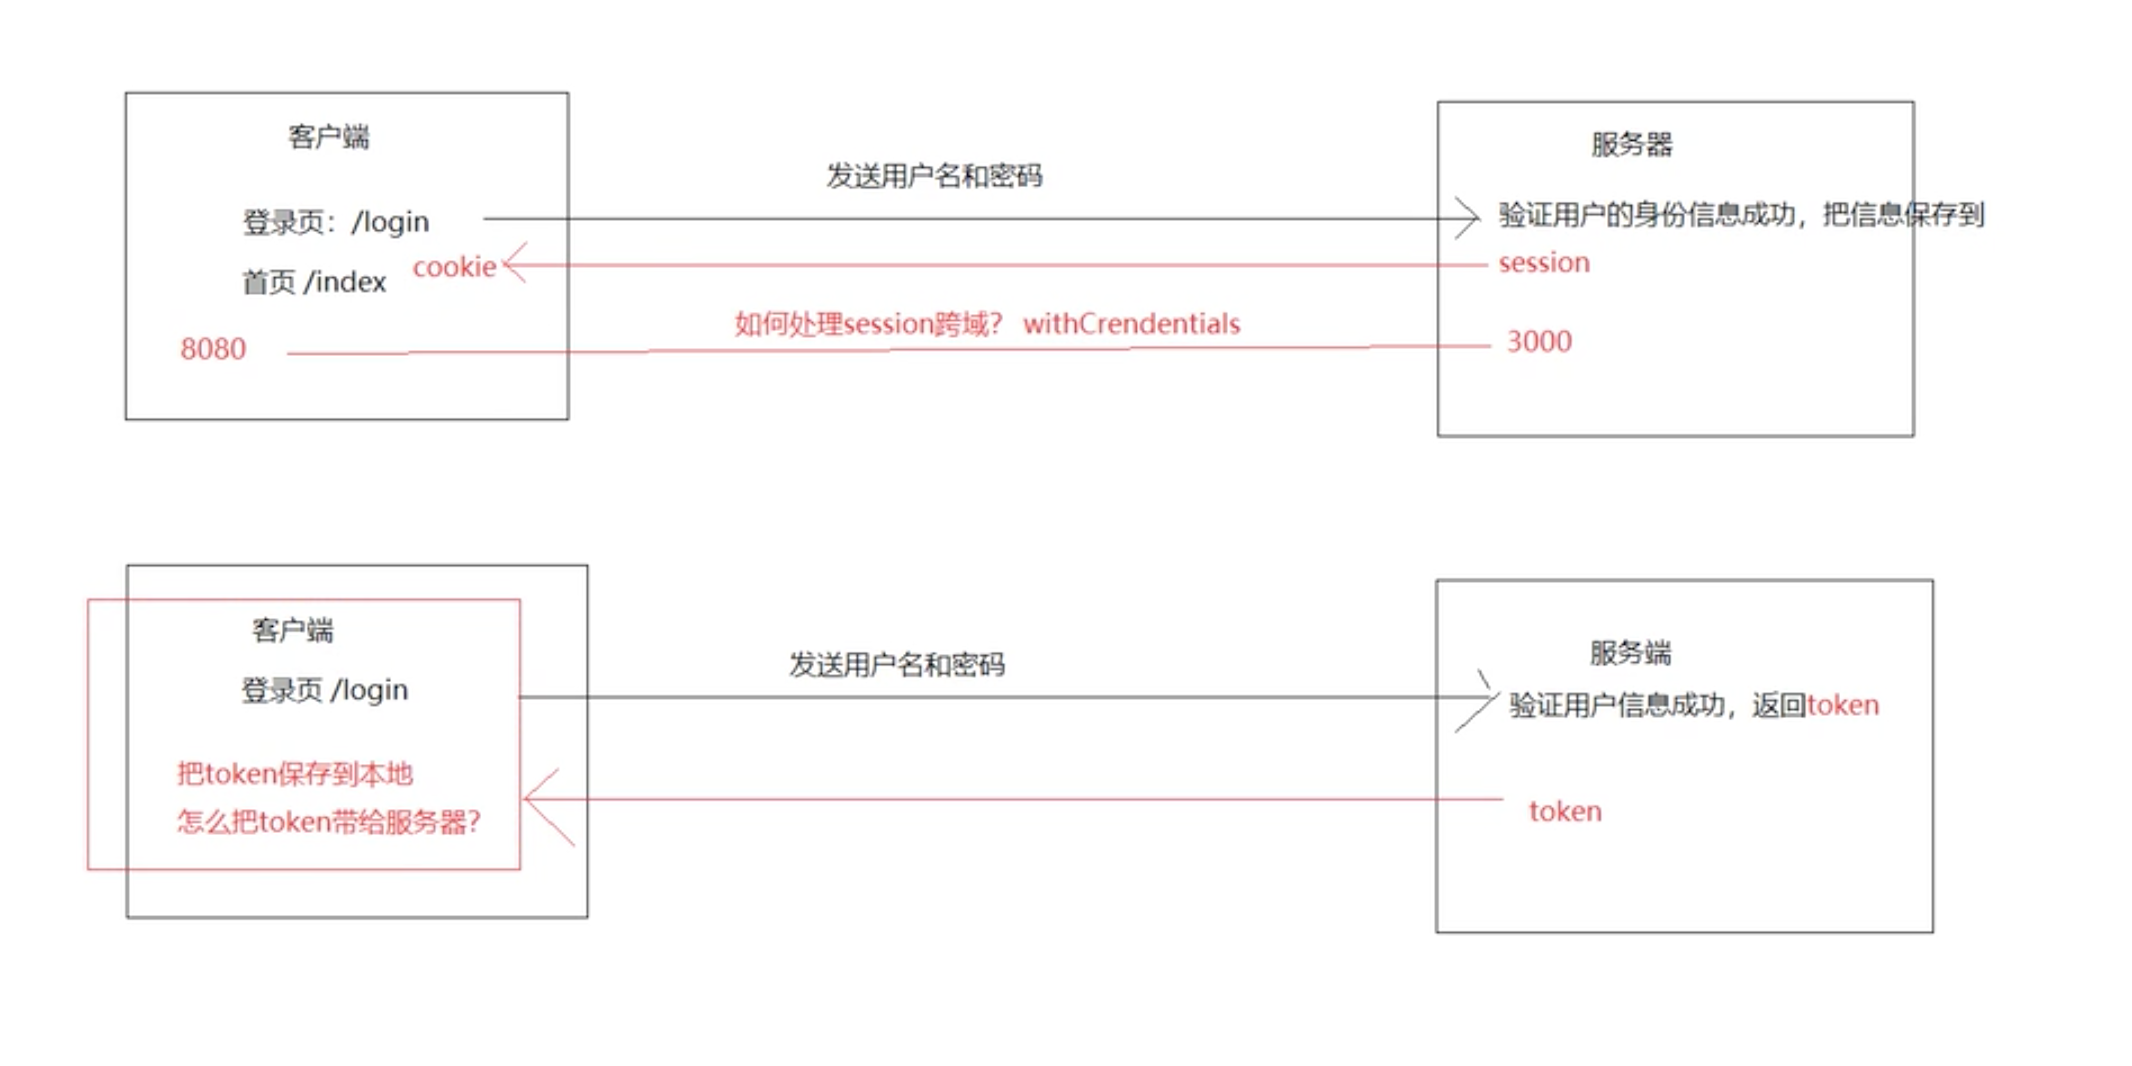 客户端
服务器
发送用户名和密码
登录页：/login
验证用户的身份信息成功，把信息保存到
首页 /index
cookie
session
如何处理session跨域？ withCrendentials
8080
3000
客户端
服务端
登录页 /login
发送用户名和密码
验证用户信息成功，返回token
把token保存到本地
怎么把token带给服务器？
token